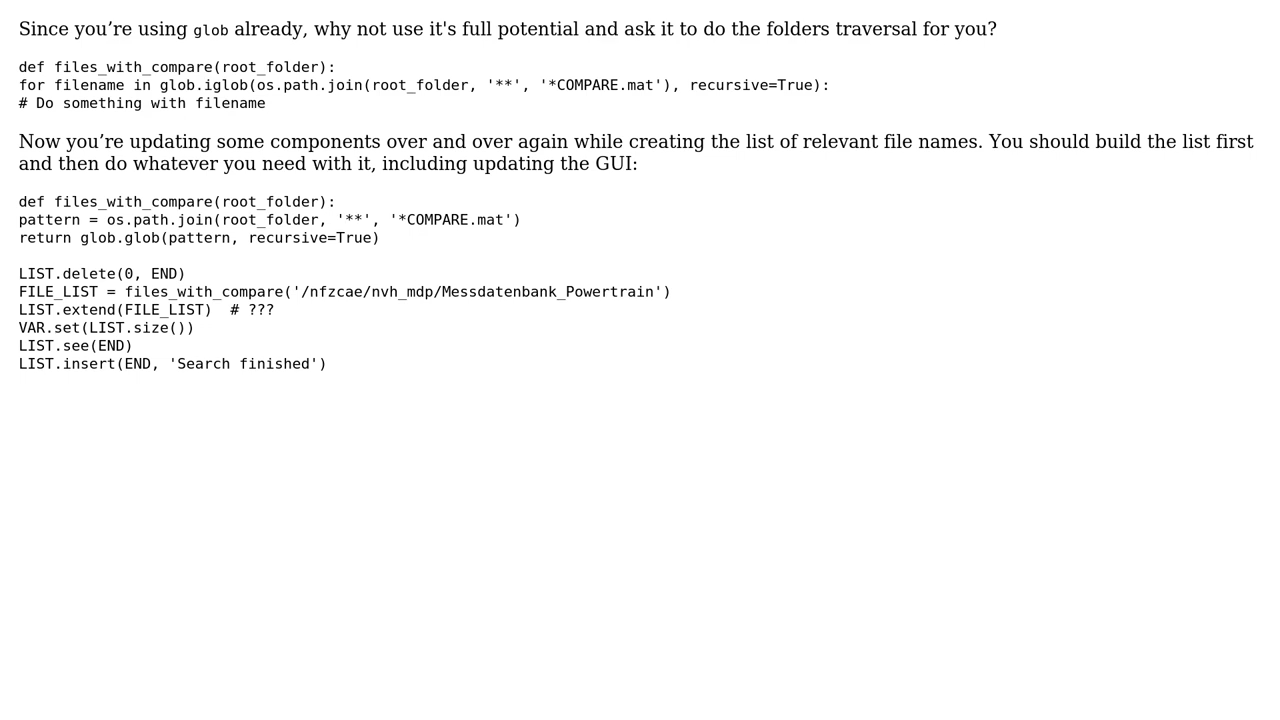 Since you’re using glob already, why not use it's full potential and ask it to do the folders traversal for you?
def files_with_compare(root_folder):
for filename in glob.iglob(os.path.join(root_folder, '**', '*COMPARE.mat'), recursive=True):
# Do something with filename
Now you’re updating some components over and over again while creating the list of relevant file names. You should build the list first
and then do whatever you need with it, including updating the GUI:
def files_with_compare(root_folder):
pattern = os.path.join(root_folder, '**', '*COMPARE.mat')
return glob.glob(pattern, recursive=True)
LIST.delete(0, END)
FILE_LIST = files_with_compare('/nfzcae/nvh_mdp/Messdatenbank_Powertrain')
LIST.extend(FILE_LIST)  # ???
VAR.set(LIST.size())
LIST.see(END)
LIST.insert(END, 'Search finished')